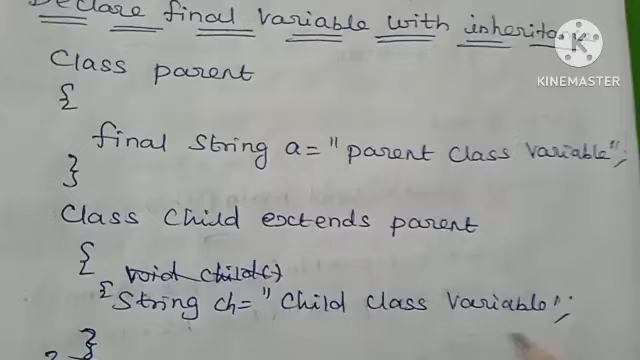 Declare final variable with inherit
class parent
{
final String a = "parent class variable";
}
class child extends parent
{ void child()
{ String ch = "child class variable";
}
K
KINEMASTER